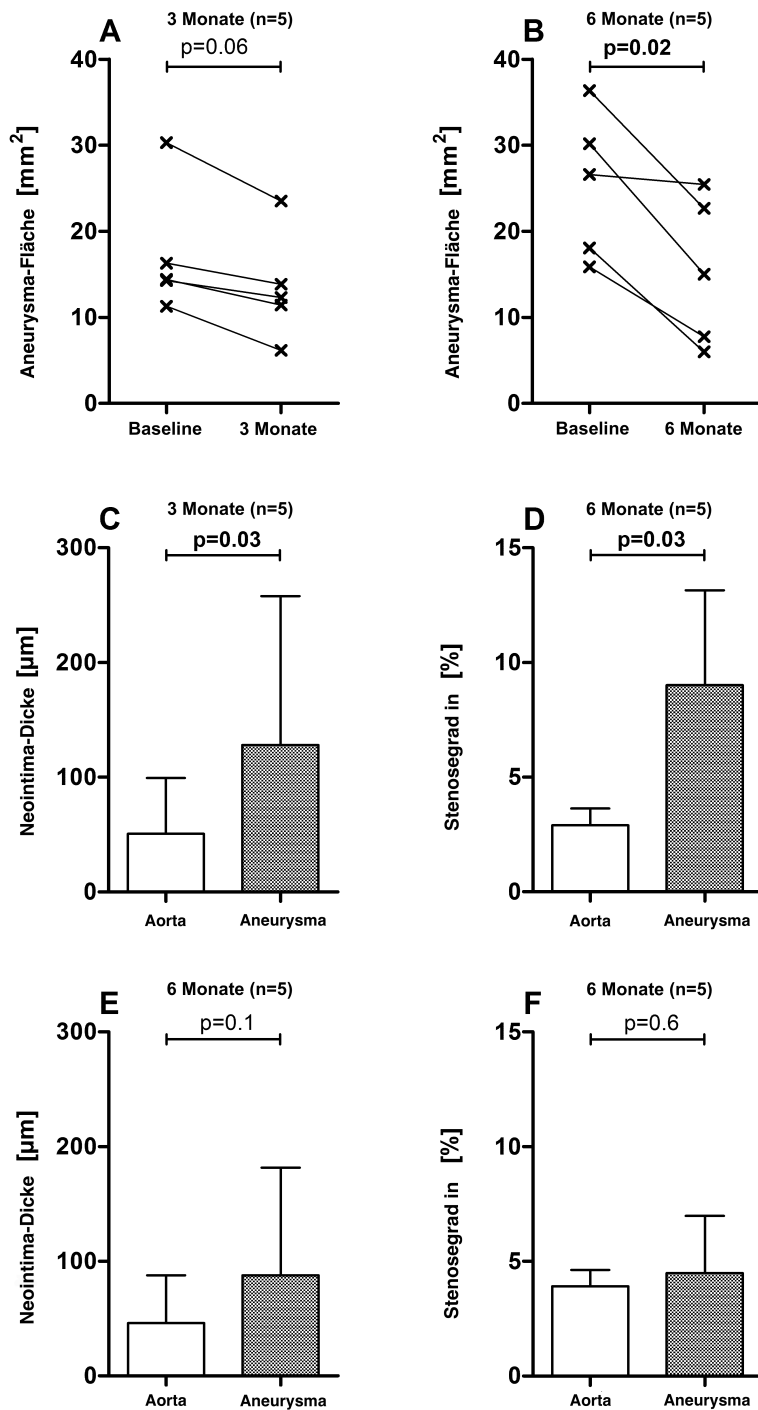 A
3 Monate (n=5)
p=0.06
40
30
20
10
0
Aneurysma-Fläche [mm²]
Baseline
3 Monate
B
6 Monate (n=5)
p=0.02
40
30
20
10
0
Aneurysma-Fläche [mm²]
Baseline
6 Monate
C
3 Monate (n=5)
p=0.03
300
200
100
0
Neointima-Dicke [µm]
Aorta
Aneurysma
D
6 Monate (n=5)
p=0.03
15
10
5
0
Stenosegrad in [%]
Aorta
Aneurysma
E
6 Monate (n=5)
p=0.1
300
200
100
0
Neointima-Dicke [µm]
Aorta
Aneurysma
F
6 Monate (n=5)
p=0.6
15
10
5
0
Stenosegrad in [%]
Aorta
Aneurysma